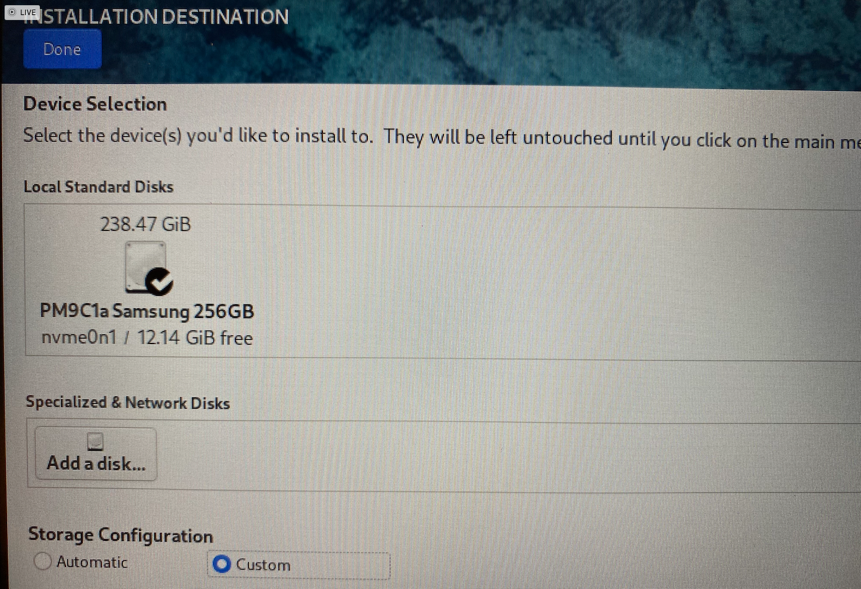 LIVE
INSTALLATION DESTINATION
Done
Device Selection
Select the device(s) you'd like to install to. They will be left untouched until you click on the main me
Local Standard Disks
238.47 GiB
PM9C1a Samsung 256GB
nvme0n1 / 12.14 GiB free
Specialized & Network Disks
Add a disk...
Storage Configuration
Automatic
Custom